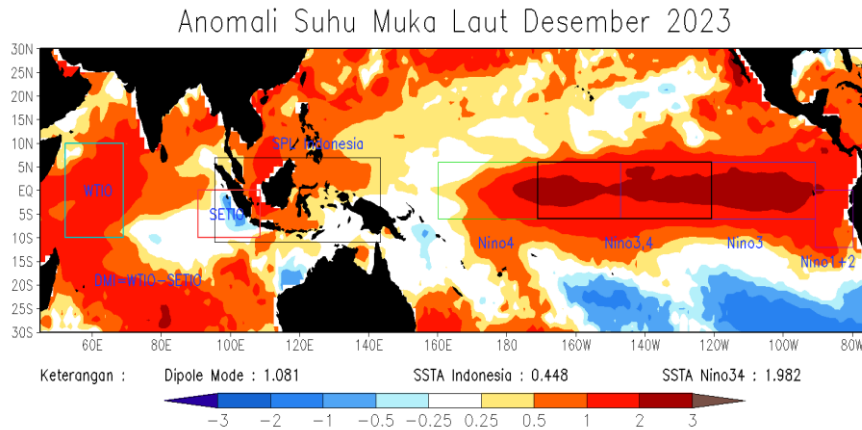 Anomali Suhu Muka Laut Desember 2023
30N
25N
20N
15N
10N
5N
EQ
5S
10S
15S
20S
25S
30S
SPL Indonesia
WTIO
SETIO
Nino4
Nino3,4
Nino3
Nino1+2
DMI=WTIO-SETIO
60E 80E 100E 120E 140E 160E 180 160W 140W 120W 100W 80W
Keterangan : Dipole Mode : 1.081 SSTA Indonesia : 0.448 SSTA Nino34 : 1.982
-3 -2 -1 -0.5 -0.25 0.25 0.5 1 2 3